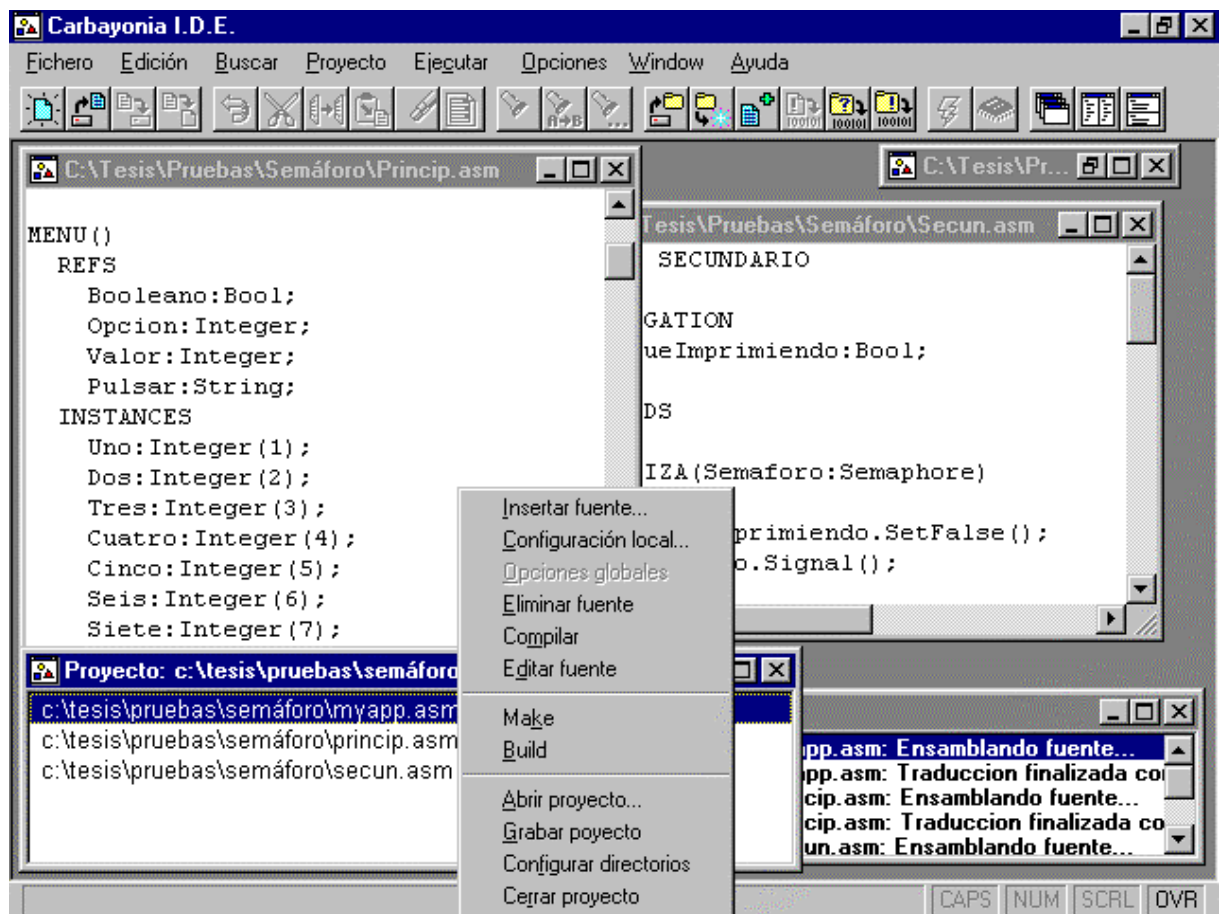 Carbayonia I.D.E.
Fichero Edición Buscar Proyecto Ejecutar Opciones Window Ayuda
A→B
100101 100101 100101
C:\Tesis\Pruebas\Semáforo\Princip.asm
MENU()
REFS
Booleano:Bool;
Opcion:Integer;
Valor:Integer;
Pulsar:String;
INSTANCES
Uno:Integer(1);
Dos:Integer(2);
Tres:Integer(3);
Cuatro:Integer(4);
Cinco:Integer(5);
Seis:Integer(6);
Siete:Integer(7);
C:\Tesis\Pr...
Tesis\Pruebas\Semáforo\Secun.asm
SECUNDARIO
GATION
ueImprimiendo:Bool;
DS
IZA(Semaforo:Semaphore)
primiendo.SetFalse();
o.Signal();
Insertar fuente...
Configuración local...
Opciones globales
Eliminar fuente
Compilar
Editar fuente
Make
Build
Abrir proyecto...
Grabar poyecto
Configurar directorios
Cerrar proyecto
Proyecto: c:\tesis\pruebas\semáforo
c:\tesis\pruebas\semáforo\myapp.asm
c:\tesis\pruebas\semáforo\princip.asm
c:\tesis\pruebas\semáforo\secun.asm
app.asm: Ensamblando fuente...
app.asm: Traduccion finalizada co
cip.asm: Ensamblando fuente...
cip.asm: Traduccion finalizada co
un.asm: Ensamblando fuente...
CAPS NUM SCRL OVR